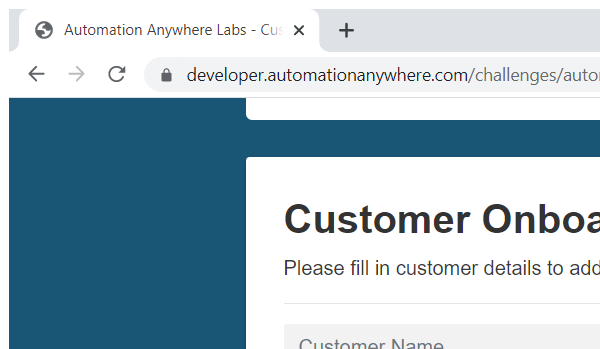 Automation Anywhere Labs - Cus
developer.automationanywhere.com/challenges/auto
Customer Onboa
Please fill in customer details to add
Customer Name